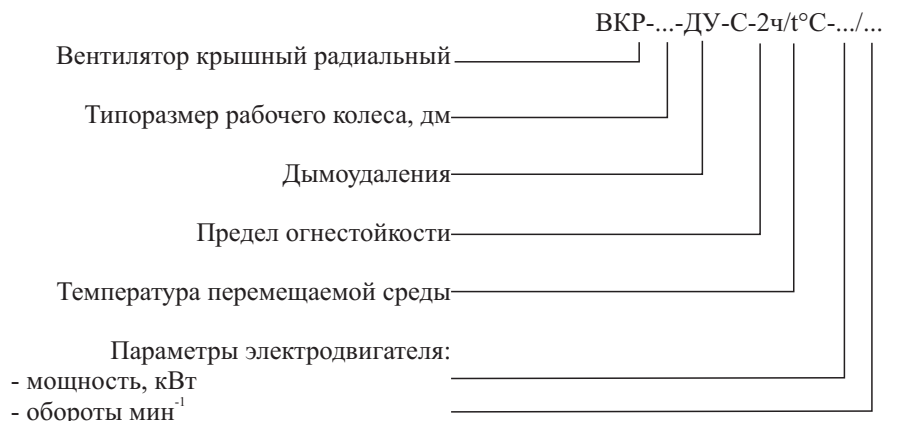 ВКР-...-ДУ-С-2ч/t°С-.../...
Вентилятор крышный радиальный
Типоразмер рабочего колеса, дм
Дымоудаления
Предел огнестойкости
Температура перемещаемой среды
Параметры электродвигателя:
- мощность, кВт
- обороты мин⁻¹